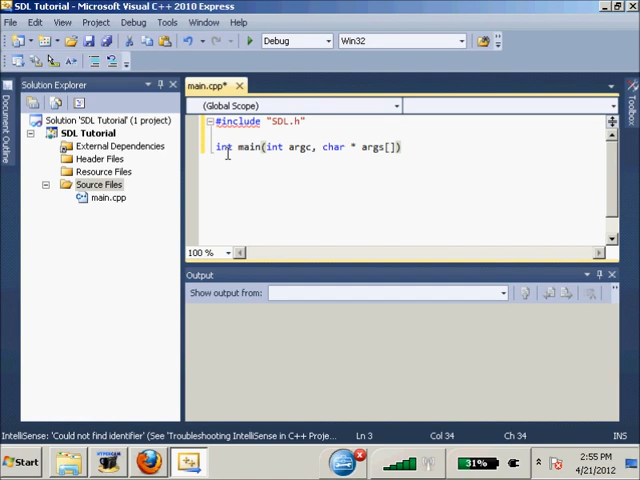 SDL Tutorial - Microsoft Visual C++ 2010 Express
File Edit View Project Debug Tools Window Help
Debug Win32
Solution Explorer
main.cpp*
Document Outline
Toolbox
(Global Scope)
Solution 'SDL Tutorial' (1 project)
SDL Tutorial
External Dependencies
Header Files
Resource Files
Source Files
main.cpp
#include "SDL.h"
int main(int argc, char * args[])
100 %
Output
Show output from:
IntelliSense: 'Could not find identifier' (See 'Troubleshooting IntelliSense in C++ Proje...
Ln 3 Col 34 Ch 34 INS
Start
HYPERCAM
31%
2:55 PM
4/21/2012